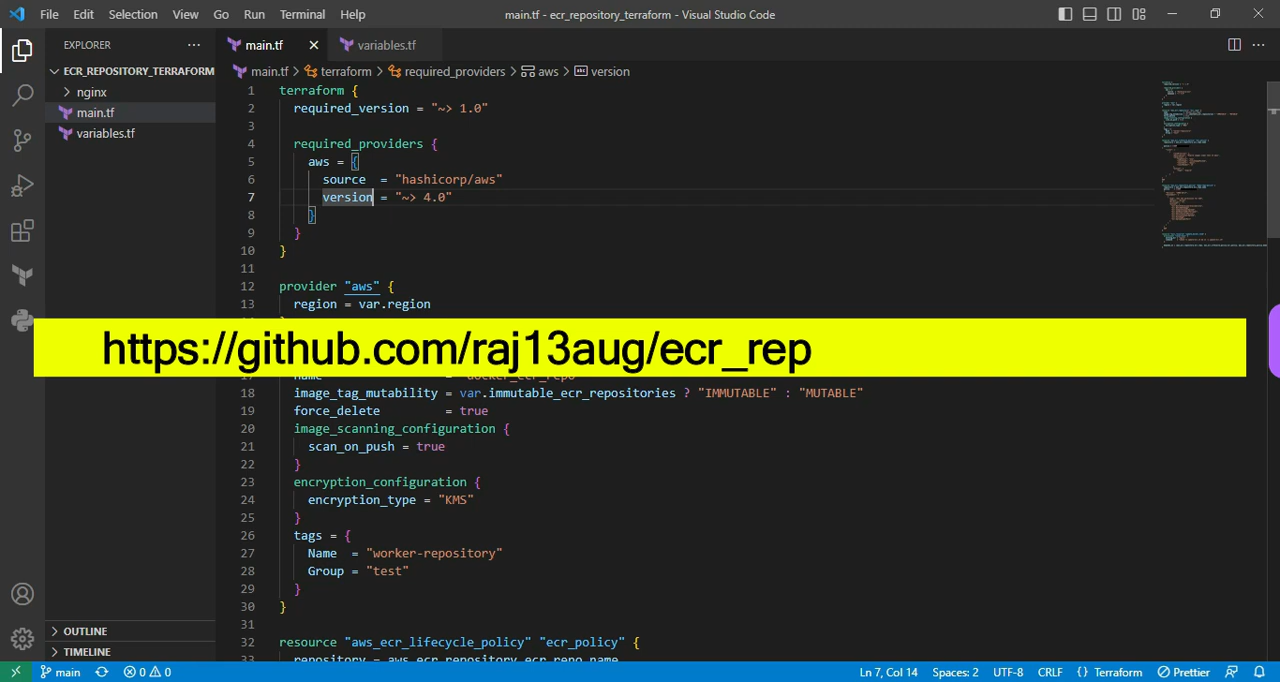 File Edit Selection View Go Run Terminal Help
main.tf - ecr_repository_terraform - Visual Studio Code
EXPLORER
main.tf
variables.tf
ECR_REPOSITORY_TERRAFORM
nginx
main.tf
variables.tf
main.tf > terraform > required_providers > aws > version
1 terraform {
2 required_version = "~> 1.0"
3
4 required_providers {
5 aws = {
6 source = "hashicorp/aws"
7 version = "~> 4.0"
8 }
9 }
10 }
11
12 provider "aws" {
13 region = var.region
https://github.com/raj13aug/ecr_rep
18 image_tag_mutability = var.immutable_ecr_repositories ? "IMMUTABLE" : "MUTABLE"
19 force_delete = true
20 image_scanning_configuration {
21 scan_on_push = true
22 }
23 encryption_configuration {
24 encryption_type = "KMS"
25 }
26 tags = {
27 Name = "worker-repository"
28 Group = "test"
29 }
30 }
31
32 resource "aws_ecr_lifecycle_policy" "ecr_policy" {
33 repository = aws_ecr_repository.ecr_repo.name
OUTLINE
TIMELINE
main 0 0 Ln 7, Col 14 Spaces: 2 UTF-8 CRLF {} Terraform Prettier